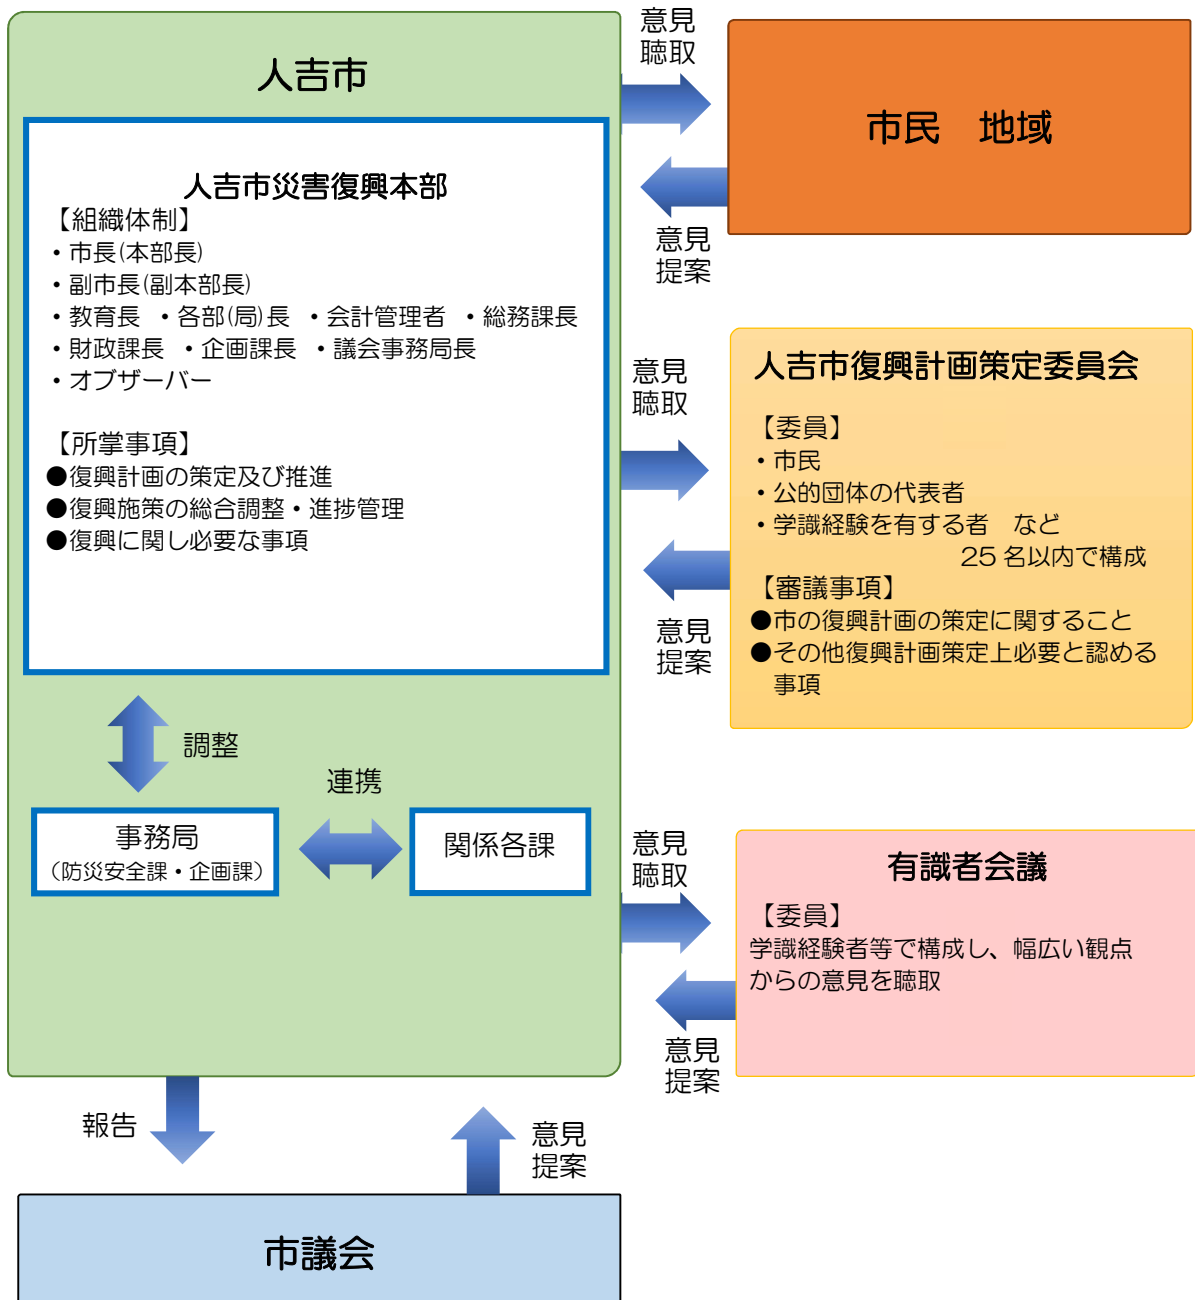 人吉市
人吉市災害復興本部
【組織体制】
・市長(本部長)
・副市長(副本部長)
・教育長 ・各部(局)長 ・会計管理者 ・総務課長
・財政課長 ・企画課長 ・議会事務局長
・オブザーバー
【所掌事項】
●復興計画の策定及び推進
●復興施策の総合調整・進捗管理
●復興に関し必要な事項
調整
連携
事務局
（防災安全課・企画課）
関係各課
意見
聴取
市民　地域
意見
提案
意見
聴取
人吉市復興計画策定委員会
【委員】
・市民
・公的団体の代表者
・学識経験を有する者　など
25 名以内で構成
【審議事項】
●市の復興計画の策定に関すること
●その他復興計画策定上必要と認める
事項
意見
提案
意見
聴取
有識者会議
【委員】
学識経験者等で構成し、幅広い観点
からの意見を聴取
意見
提案
報告
意見
提案
市議会